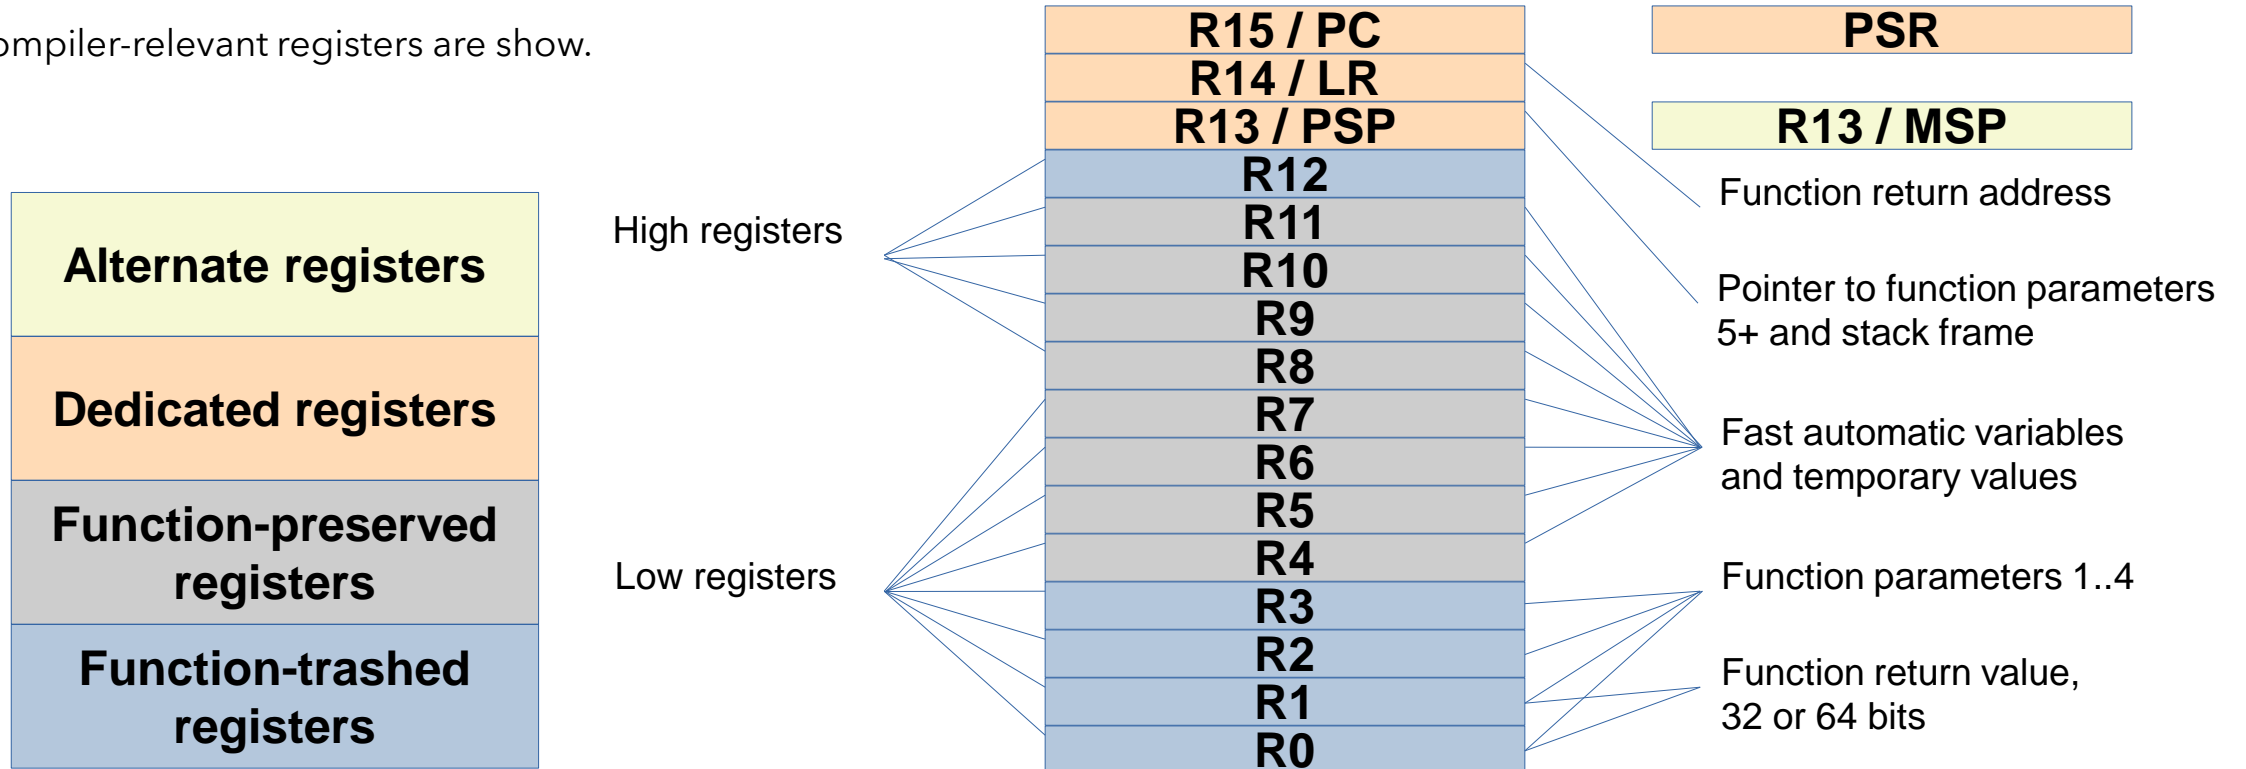 ompiler-relevant registers are show.
R15 / PC
R14 / LR
R13 / PSP
R12
R11
R10
R9
R8
R7
R6
R5
R4
R3
R2
R1
R0
PSR
R13 / MSP
Alternate registers
Dedicated registers
Function-preserved
registers
Function-trashed
registers
High registers
Low registers
Function return address
Pointer to function parameters
5+ and stack frame
Fast automatic variables
and temporary values
Function parameters 1..4
Function return value,
32 or 64 bits